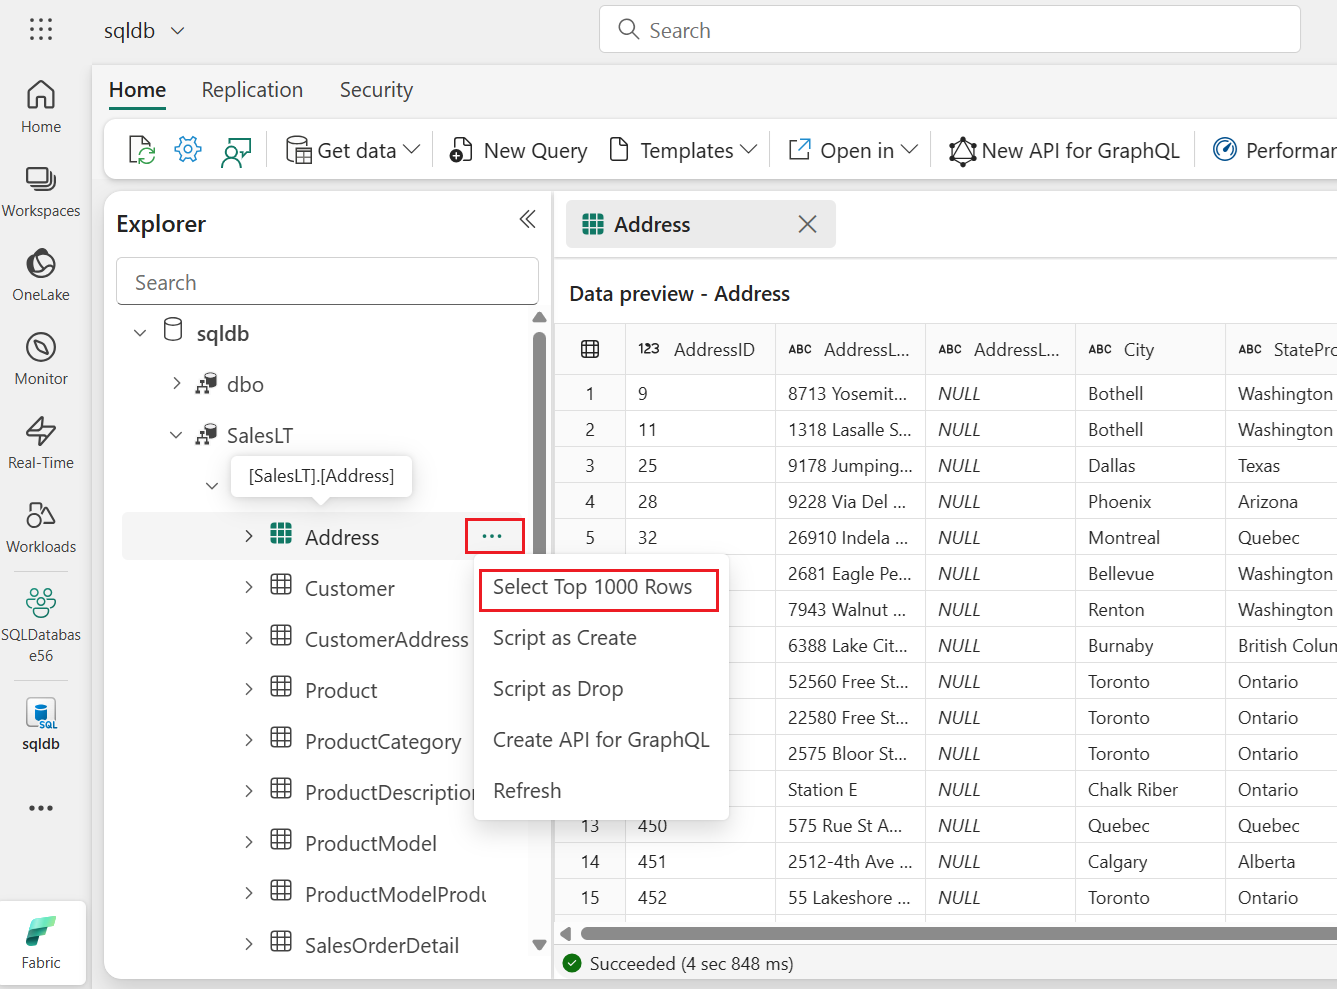 sqldb
Search
Home
Replication
Security
Get data
New Query
Templates
Open in
New API for GraphQL
Performan
Home
Workspaces
OneLake
Monitor
Real-Time
Workloads
SQLDatabas
e56
SQL
sqldb
Fabric
Explorer
Search
sqldb
dbo
SalesLT
[SalesLT].[Address]
Address
Customer
CustomerAddress
Product
ProductCategory
ProductDescription
ProductModel
ProductModelProdu
SalesOrderDetail
Select Top 1000 Rows
Script as Create
Script as Drop
Create API for GraphQL
Refresh
Address
Data preview - Address
123 AddressID ABC AddressL... ABC AddressL... ABC City ABC StatePro
1 9 8713 Yosemit... NULL Bothell Washington
2 11 1318 Lasalle S... NULL Bothell Washington
3 25 9178 Jumping... NULL Dallas Texas
4 28 9228 Via Del ... NULL Phoenix Arizona
5 32 26910 Indela ... NULL Montreal Quebec
2681 Eagle Pe... NULL Bellevue Washington
7943 Walnut ... NULL Renton Washington
6388 Lake Cit... NULL Burnaby British Colum
52560 Free St... NULL Toronto Ontario
22580 Free St... NULL Toronto Ontario
2575 Bloor St... NULL Toronto Ontario
Station E NULL Chalk Riber Ontario
13 450 575 Rue St A... NULL Quebec Quebec
14 451 2512-4th Ave ... NULL Calgary Alberta
15 452 55 Lakeshore ... NULL Toronto Ontario
Succeeded (4 sec 848 ms)